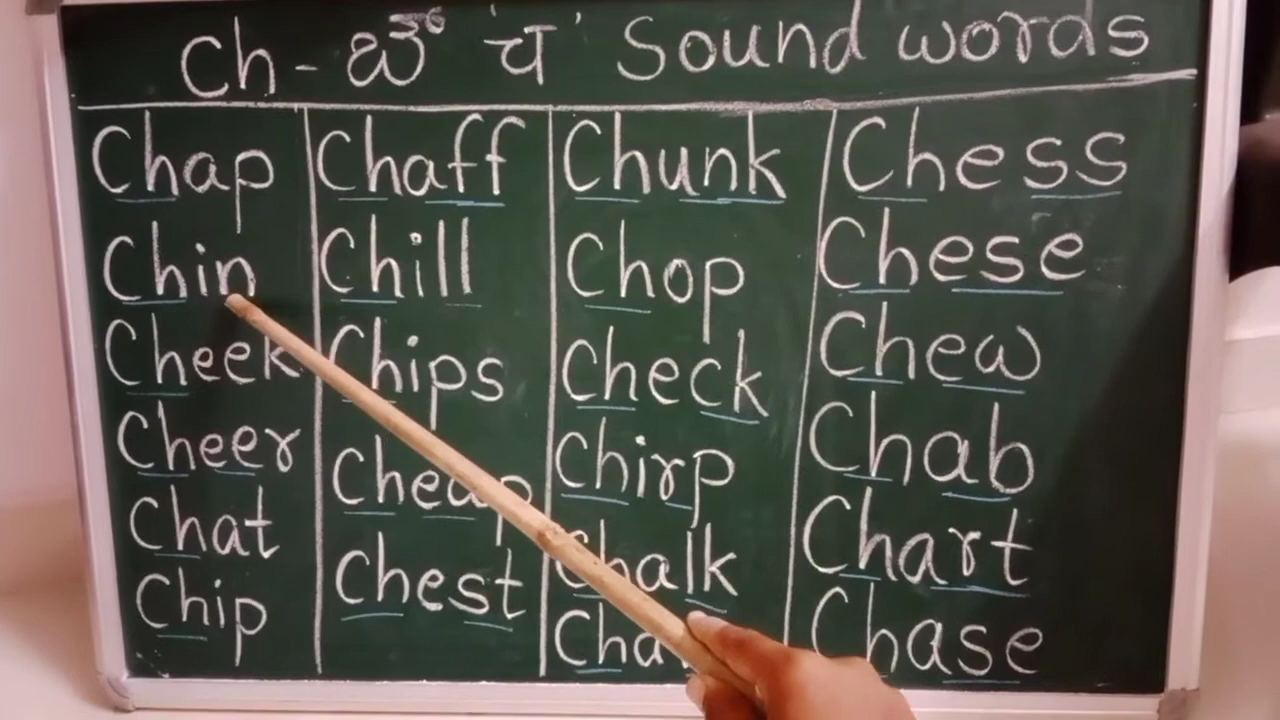 Ch - 'च' Sound words
Chap Chaff Chunk Chess
Chin Chill Chop Chese
Cheek Chips Check Chew
Cheer Cheap Chirp Chab
Chat Chest Chalk Chart
Chip Chase